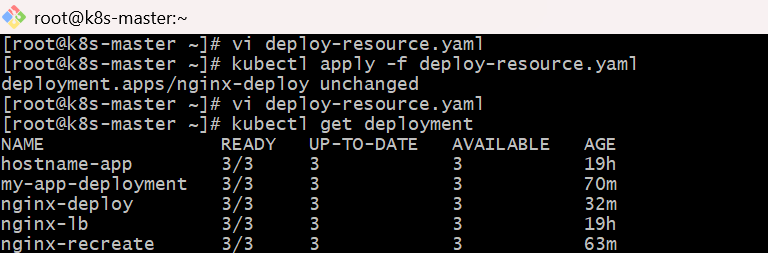 root@k8s-master:~
[root@k8s-master ~]# vi deploy-resource.yaml
[root@k8s-master ~]# kubectl apply -f deploy-resource.yaml
deployment.apps/nginx-deploy unchanged
[root@k8s-master ~]# vi deploy-resource.yaml
[root@k8s-master ~]# kubectl get deployment
NAME                READY   UP-TO-DATE   AVAILABLE   AGE
hostname-app        3/3     3            3           19h
my-app-deployment   3/3     3            3           70m
nginx-deploy        3/3     3            3           32m
nginx-lb            3/3     3            3           19h
nginx-recreate      3/3     3            3           63m